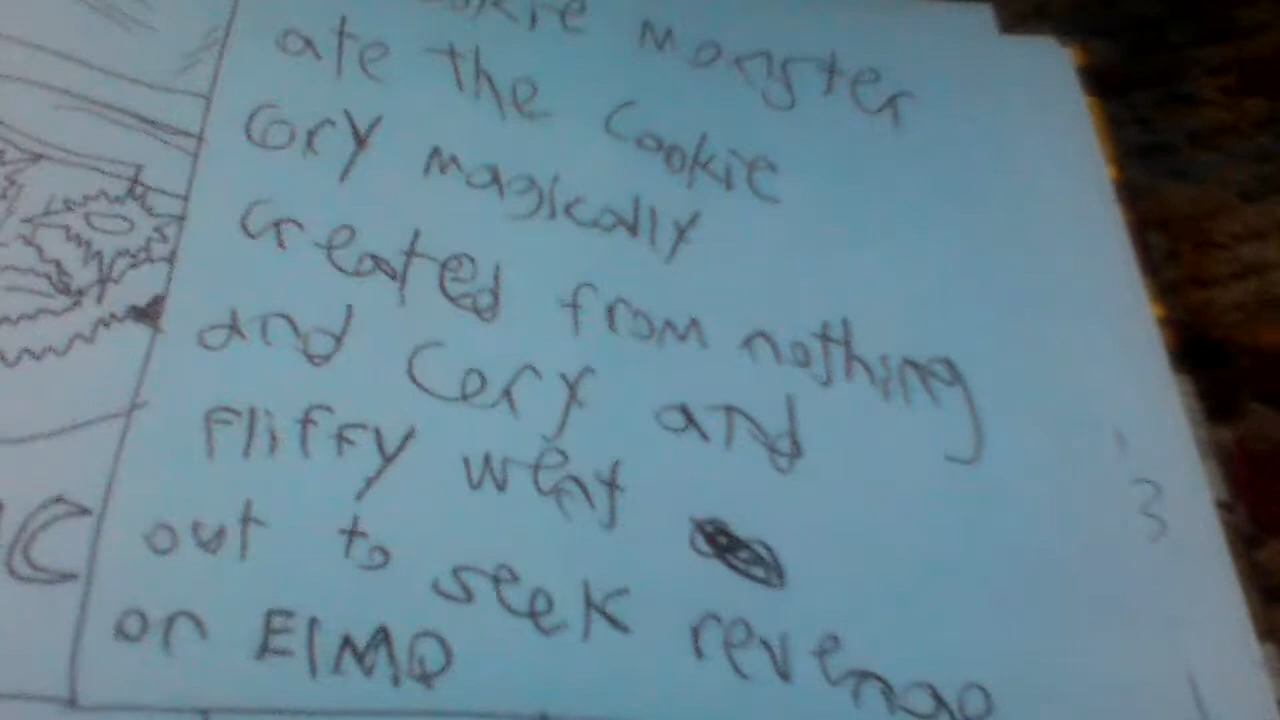 monster
ate the Cookie
Cory magically
created from nothing
and Cory and
Fliffy went
out to seek revenge
on ElMO
3